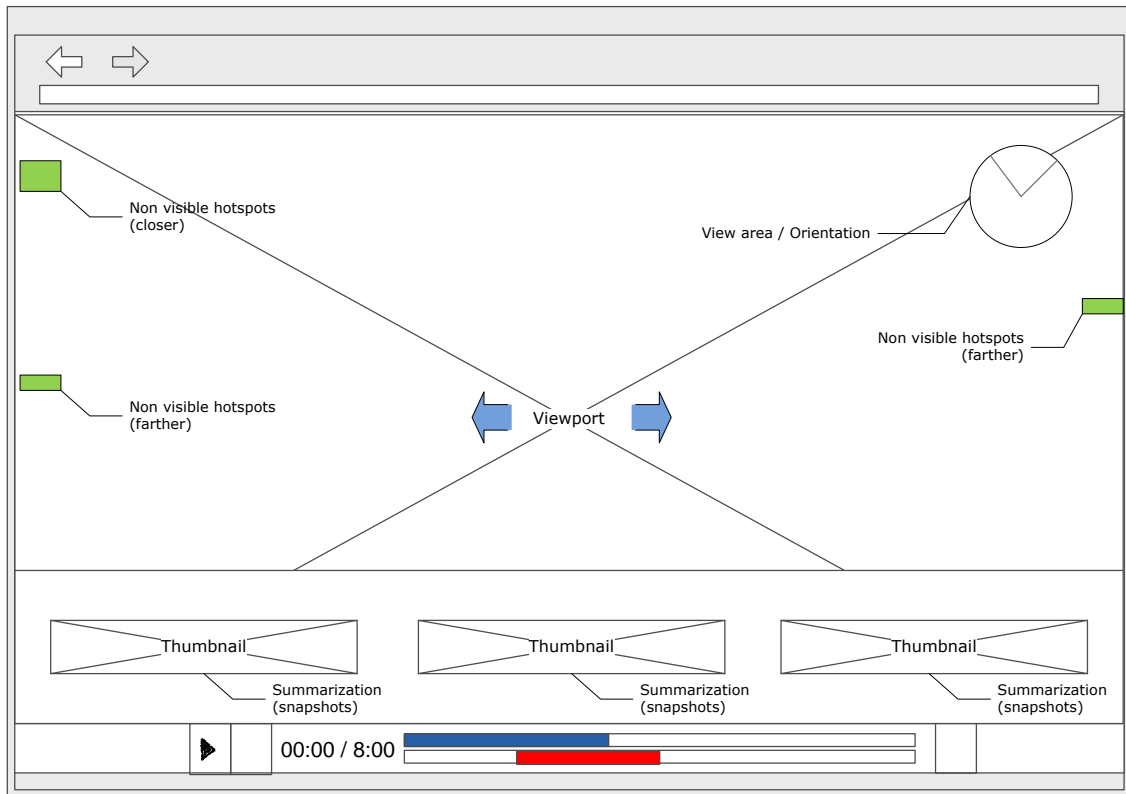 Non visible hotspots
(closer)
View area / Orientation
Non visible hotspots
(farther)
Non visible hotspots
(farther)
Viewport
Thumbnail
Thumbnail
Thumbnail
Summarization
(snapshots)
Summarization
(snapshots)
Summarization
(snapshots)
00:00 / 8:00